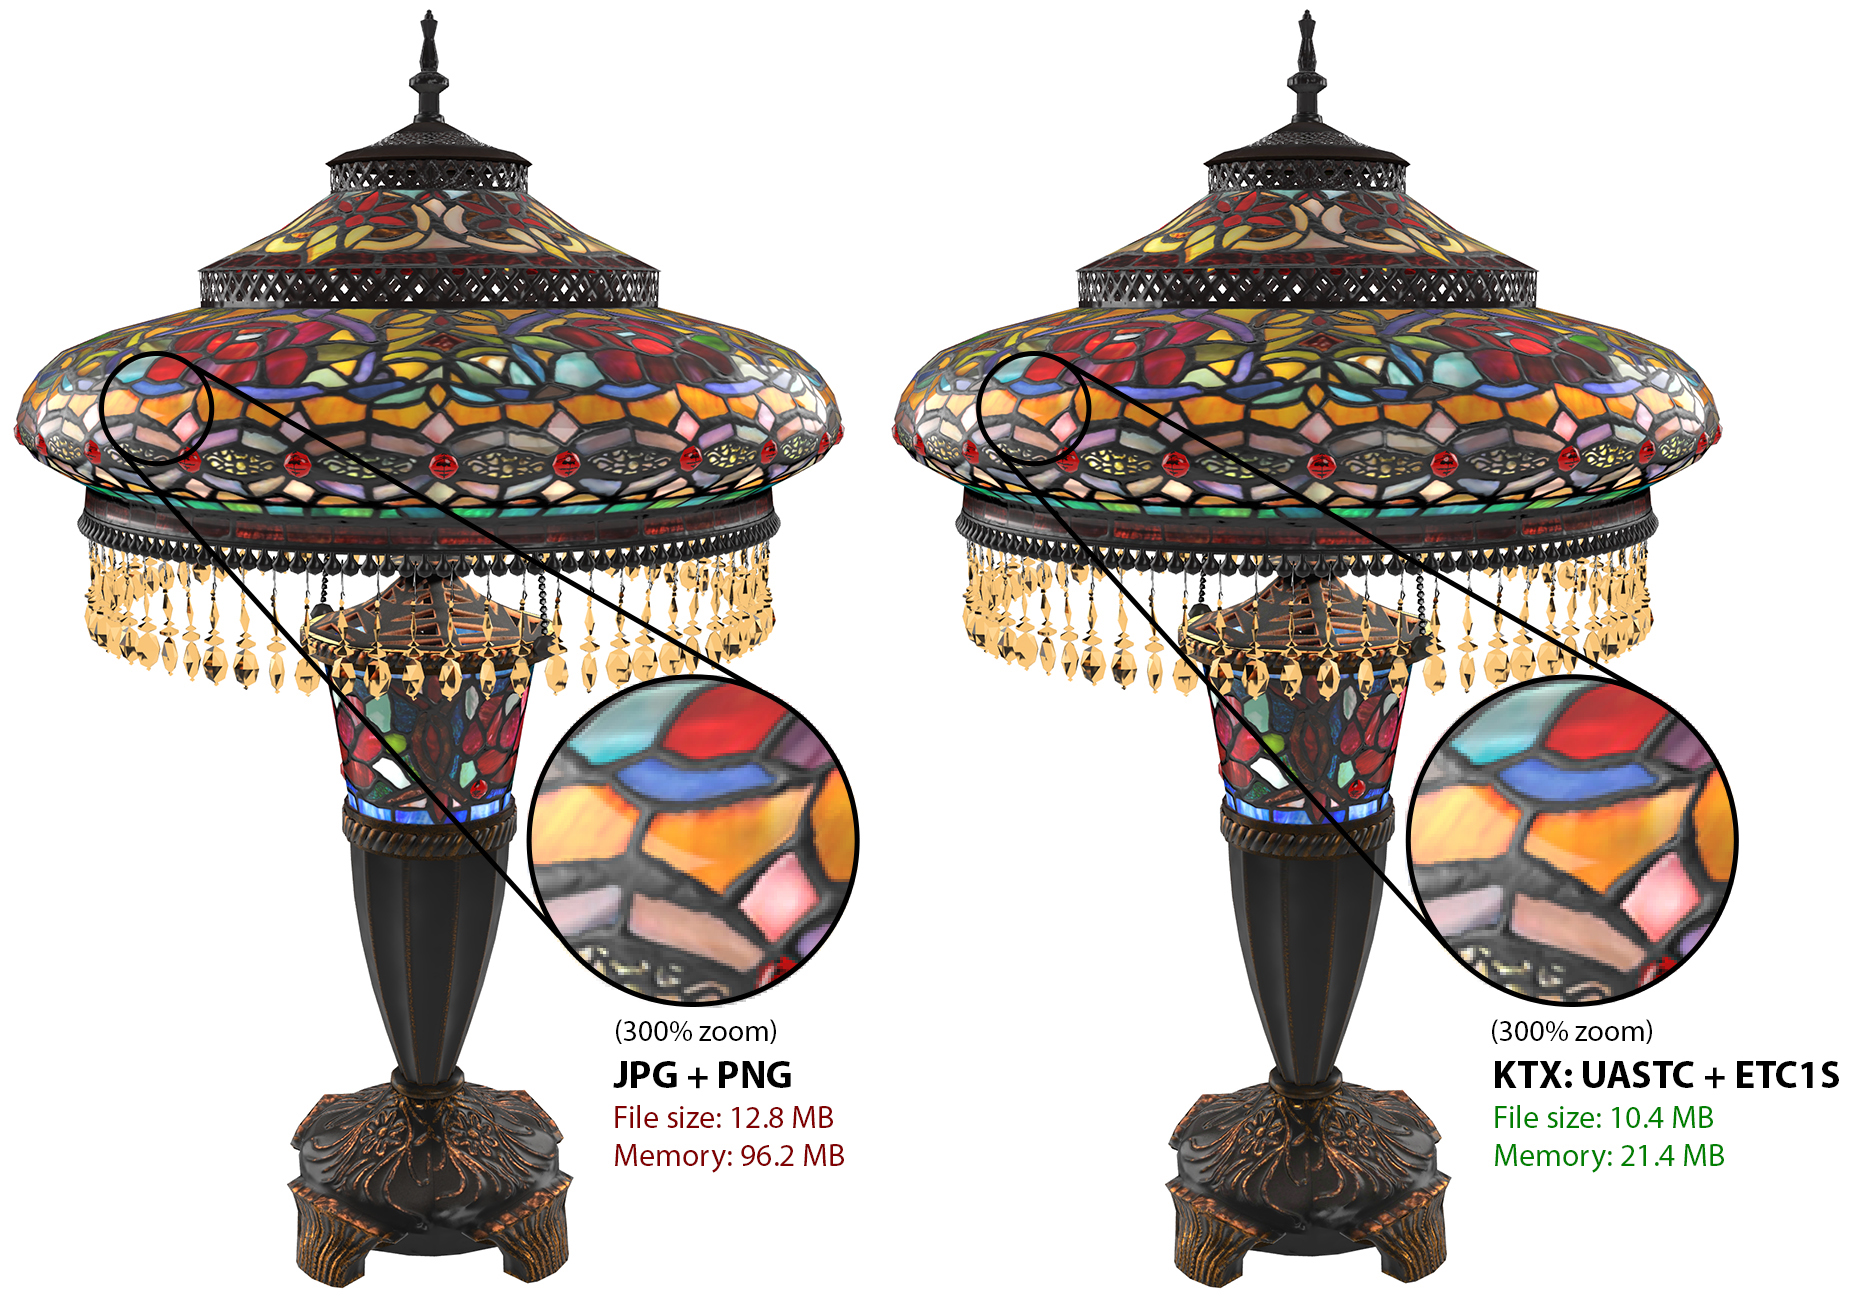 (300% zoom)
JPG + PNG
File size: 12.8 MB
Memory: 96.2 MB
(300% zoom)
KTX: UASTC + ETC1S
File size: 10.4 MB
Memory: 21.4 MB